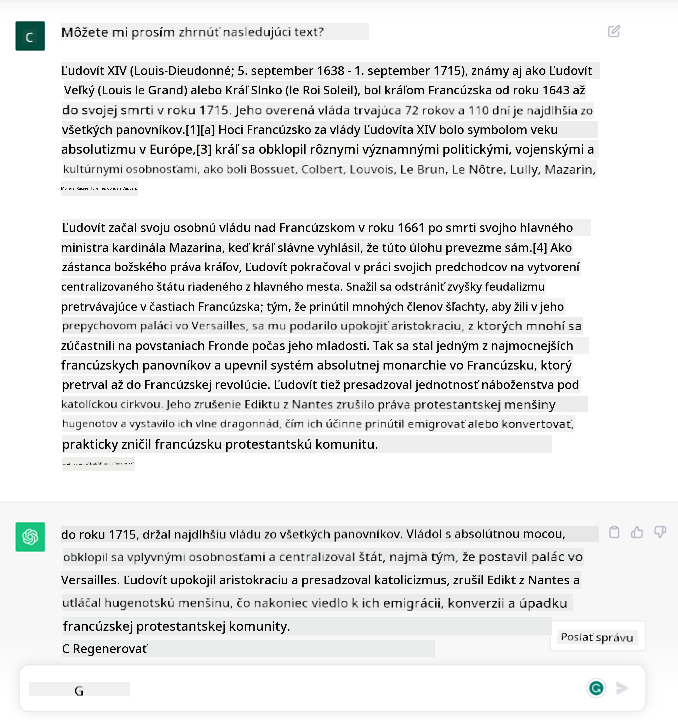 C
Môžete mi prosím zhrnúť nasledujúci text?
Ľudovít XIV (Louis-Dieudonné; 5. september 1638 - 1. september 1715), známy aj ako Ľudovít
Veľký (Louis le Grand) alebo Kráľ Slnko (le Roi Soleil), bol kráľom Francúzska od roku 1643 až
do svojej smrti v roku 1715. Jeho overená vláda trvajúca 72 rokov a 110 dní je najdlhšia zo
všetkých panovníkov.[1][a] Hoci Francúzsko za vlády Ľudovíta XIV bolo symbolom veku
absolutizmu v Európe,[3] kráľ sa obklopil rôznymi významnými politickými, vojenskými a
kultúrnymi osobnosťami, ako boli Bossuet, Colbert, Louvois, Le Brun, Le Nôtre, Lully, Mazarin,
Ľudovít začal svoju osobnú vládu nad Francúzskom v roku 1661 po smrti svojho hlavného
ministra kardinála Mazarina, keď kráľ slávne vyhlásil, že túto úlohu prevezme sám.[4] Ako
zástanca božského práva kráľov, Ľudovít pokračoval v práci svojich predchodcov na vytvorení
centralizovaného štátu riadeného z hlavného mesta. Snažil sa odstrániť zvyšky feudalizmu
pretrvávajúce v častiach Francúzska; tým, že prinútil mnohých členov šľachty, aby žili v jeho
prepychovom paláci vo Versailles, sa mu podarilo upokojiť aristokraciu, z ktorých mnohí sa
zúčastnili na povstaniach Fronde počas jeho mladosti. Tak sa stal jedným z najmocnejších
francúzskych panovníkov a upevnil systém absolutnej monarchie vo Francúzsku, ktorý
pretrval až do Francúzskej revolúcie. Ľudovít tiež presadzoval jednotnosť náboženstva pod
katolíckou cirkvou. Jeho zrušenie Ediktu z Nantes zrušilo práva protestantskej menšiny
hugenotov a vystavilo ich vlne dragonnád, čím ich účinne prinútil emigrovať alebo konvertovať,
prakticky zničil francúzsku protestantskú komunitu.
do roku 1715, držal najdlhšiu vládu zo všetkých panovníkov. Vládol s absolútnou mocou,
obklopil sa vplyvnými osobnosťami a centralizoval štát, najmä tým, že postavil palác vo
Versailles. Ľudovít upokojil aristokraciu a presadzoval katolicizmus, zrušil Edikt z Nantes a
utláčal hugenotskú menšinu, čo nakoniec viedlo k ich emigrácii, konverzii a úpadku
francúzskej protestantskej komunity.
Poslať správu
C Regenerovať
G